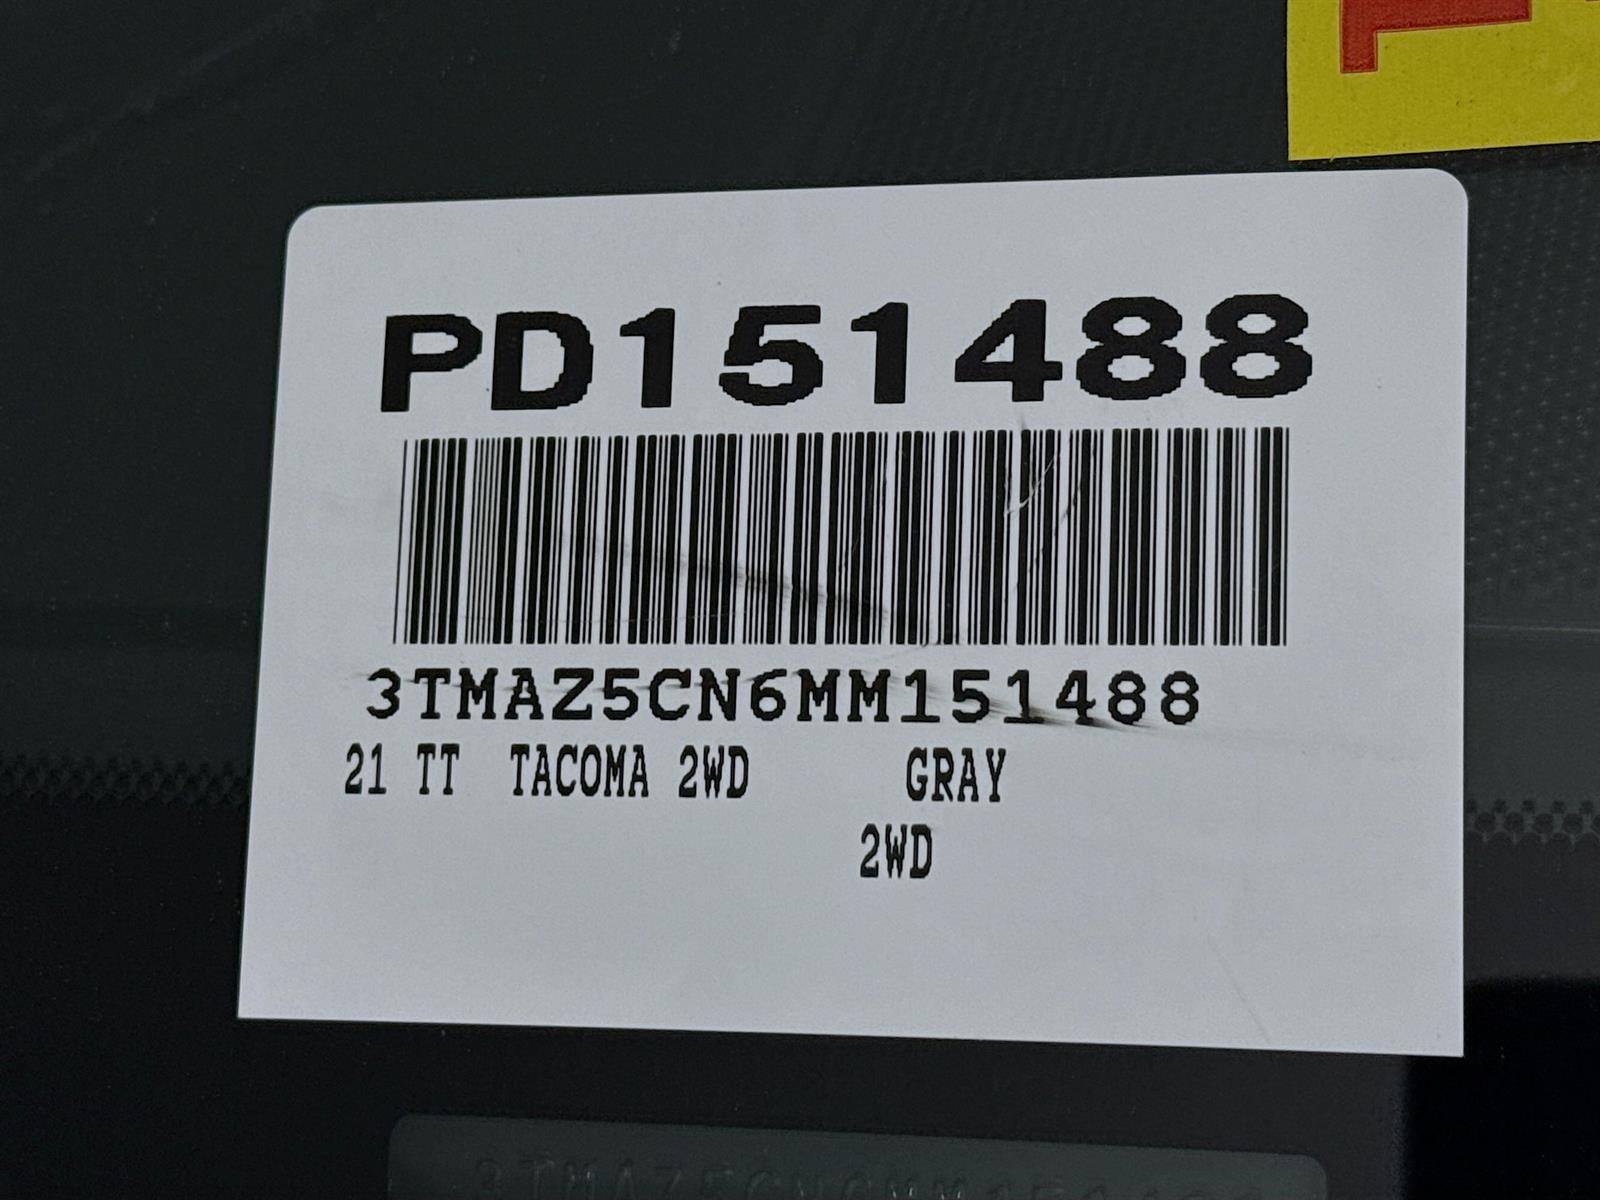 PD151488
3TMAZ5CN6MM151488
21 TT TACOMA 2WD GRAY
2WD